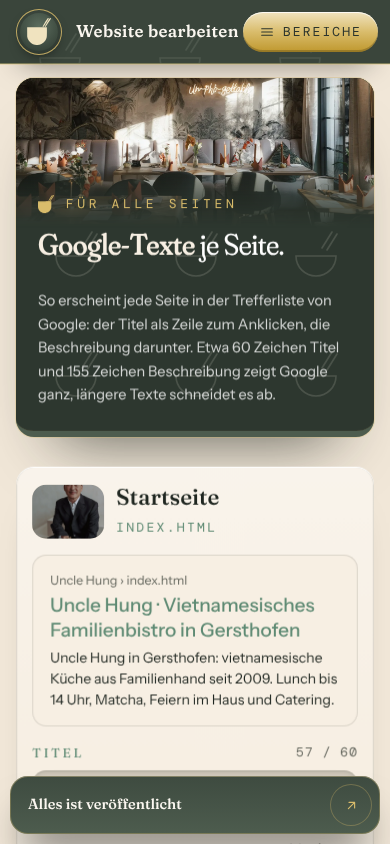 Website bearbeiten
BEREICHE
FÜR ALLE SEITEN
Google-Texte je Seite.
So erscheint jede Seite in der Trefferliste von
Google: der Titel als Zeile zum Anklicken, die
Beschreibung darunter. Etwa 60 Zeichen Titel
und 155 Zeichen Beschreibung zeigt Google
ganz, längere Texte schneidet es ab.
Startseite
INDEX.HTML
Uncle Hung › index.html
Uncle Hung · Vietnamesisches
Familienbistro in Gersthofen
Uncle Hung in Gersthofen: vietnamesische
Küche aus Familienhand seit 2009. Lunch bis
14 Uhr, Matcha, Feiern im Haus und Catering.
TITEL
57 / 60
Alles ist veröffentlicht